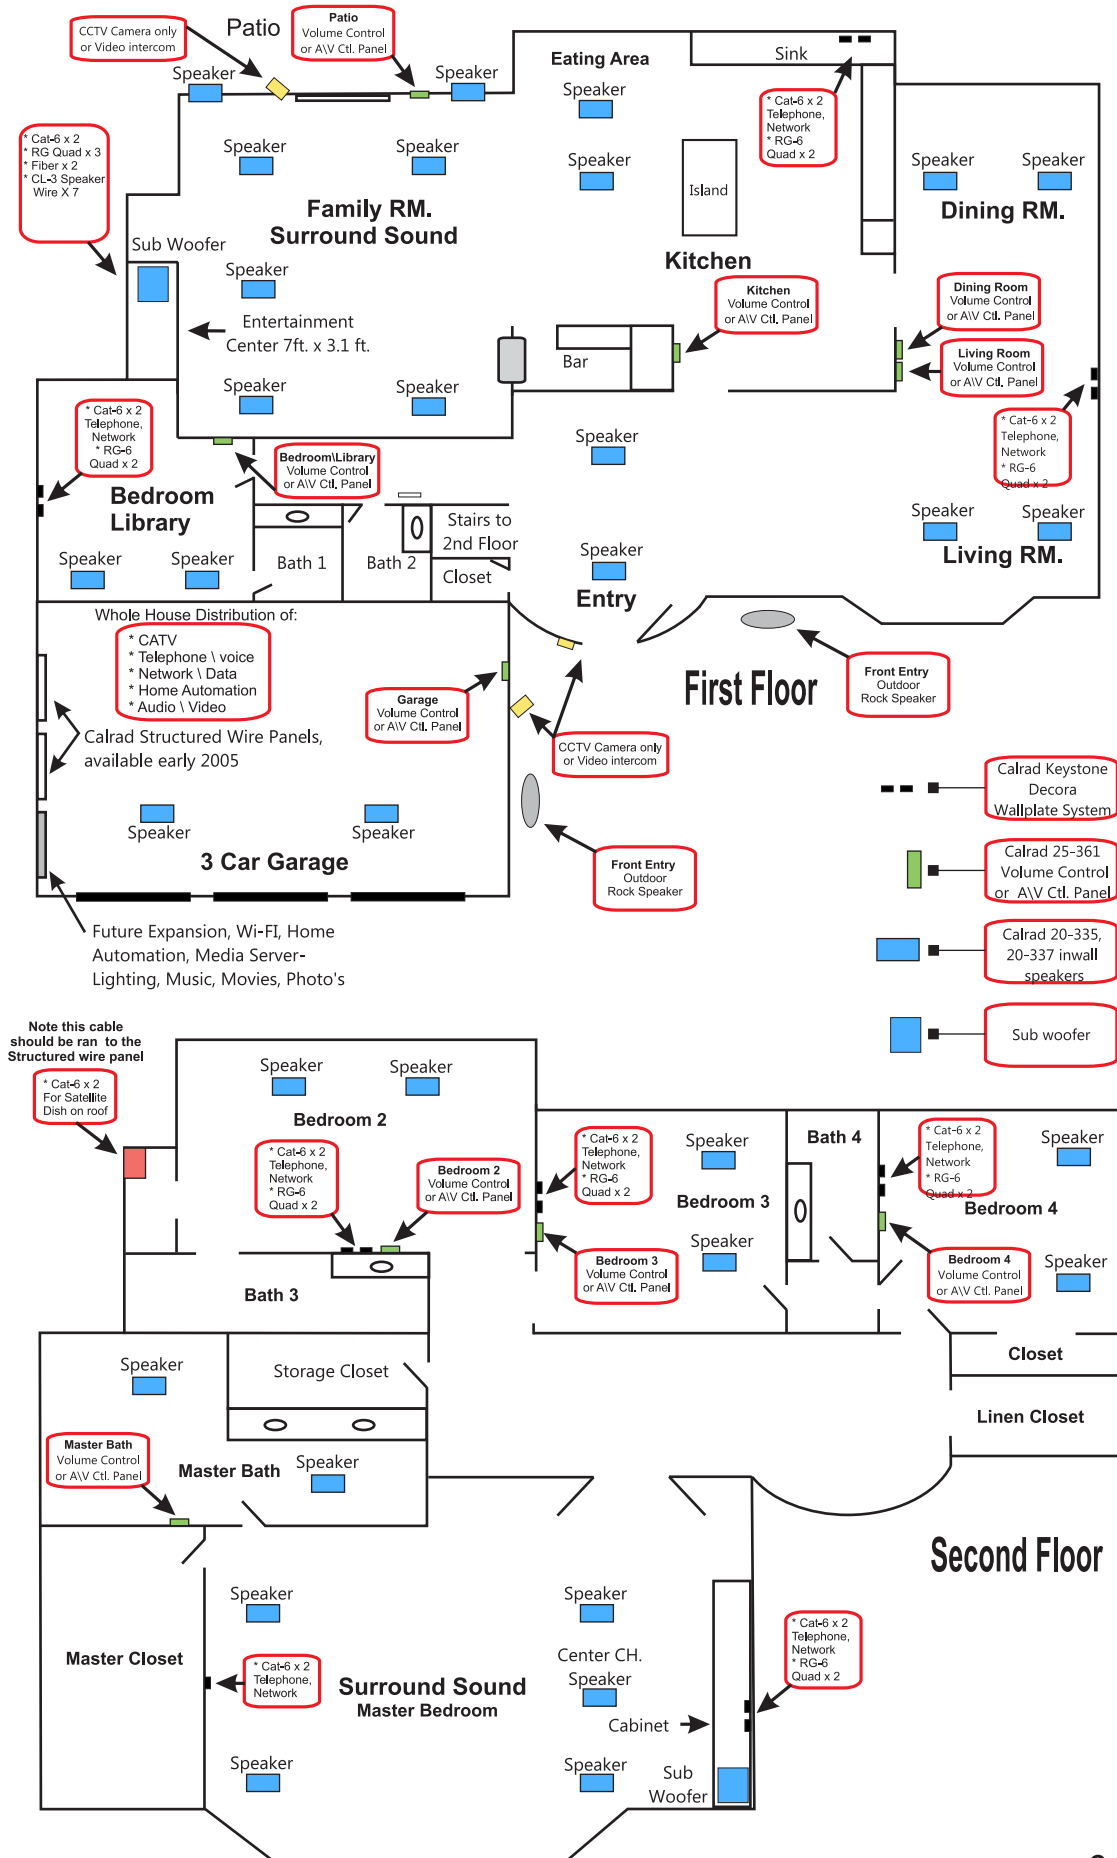 CCTV Camera only
or Video intercom
Patio
Patio
Volume Control
or A\V Ctl. Panel
Speaker
Speaker
Eating Area
Speaker
Sink
* Cat-6 x 2
Telephone,
Network
* RG-6
Quad x 2
* Cat-6 x 2
* RG Quad x 3
* Fiber x 2
* CL-3 Speaker
Wire X 7
Speaker
Speaker
Speaker
Island
Speaker
Speaker
Family RM.
Surround Sound
Dining RM.
Sub Woofer
Kitchen
Speaker
Entertainment
Center 7ft. x 3.1 ft.
Kitchen
Volume Control
or A\V Ctl. Panel
Dining Room
Volume Control
or A\V Ctl. Panel
Living Room
Volume Control
or A\V Ctl. Panel
Bar
Speaker
Speaker
* Cat-6 x 2
Telephone,
Network
* RG-6
Quad x 2
Bedroom\Library
Volume Control
or A\V Ctl. Panel
Speaker
* Cat-6 x 2
Telephone,
Network
* RG-6
Quad x 2
Bedroom
Library
Stairs to
2nd Floor
Speaker
Speaker
Living RM.
Speaker
Speaker
Bath 1
Bath 2
Closet
Speaker
Entry
Whole House Distribution of:
* CATV
* Telephone \ voice
* Network \ Data
* Home Automation
* Audio \ Video
Calrad Structured Wire Panels,
available early 2005
Garage
Volume Control
or A\V Ctl. Panel
CCTV Camera only
or Video intercom
First Floor
Front Entry
Outdoor
Rock Speaker
Calrad Keystone
Decora
Wallplate System
Speaker
Speaker
3 Car Garage
Front Entry
Outdoor
Rock Speaker
Calrad 25-361
Volume Control
or A\V Ctl. Panel
Future Expansion, Wi-FI, Home
Automation, Media Server-
Lighting, Music, Movies, Photo's
Calrad 20-335,
20-337 inwall
speakers
Sub woofer
Note this cable
should be ran to the
Structured wire panel
* Cat-6 x 2
For Satellite
Dish on roof
Speaker
Speaker
Bedroom 2
* Cat-6 x 2
Telephone,
Network
* RG-6
Quad x 2
Bedroom 2
Volume Control
or A\V Ctl. Panel
* Cat-6 x 2
Telephone,
Network
* RG-6
Quad x 2
Speaker
Bedroom 3
Bath 4
* Cat-6 x 2
Telephone,
Network
* RG-6
Quad x 2
Speaker
Bedroom 4
Speaker
Bedroom 3
Volume Control
or A\V Ctl. Panel
Bedroom 4
Volume Control
or A\V Ctl. Panel
Speaker
Bath 3
Closet
Linen Closet
Speaker
Storage Closet
Master Bath
Volume Control
or A\V Ctl. Panel
Master Bath
Speaker
Second Floor
Speaker
Speaker
Master Closet
* Cat-6 x 2
Telephone,
Network
Surround Sound
Master Bedroom
Center CH.
Speaker
* Cat-6 x 2
Telephone,
Network
* RG-6
Quad x 2
Cabinet
Speaker
Speaker
Sub
Woofer